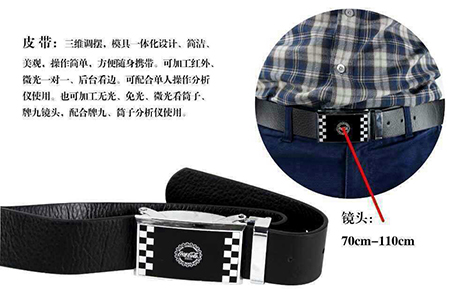 皮带：三维调摆，模具一体化设计、简洁、
美观，操作简单，方便随身携带。可加工红外、
微光一对一、后台看边。可配合单人操作分析
仪使用。也可加工无光、免光、微光看筒子、
牌九镜头，配合牌九、筒子分析仪使用。
镜头：
70cm-110cm
Coca-Cola